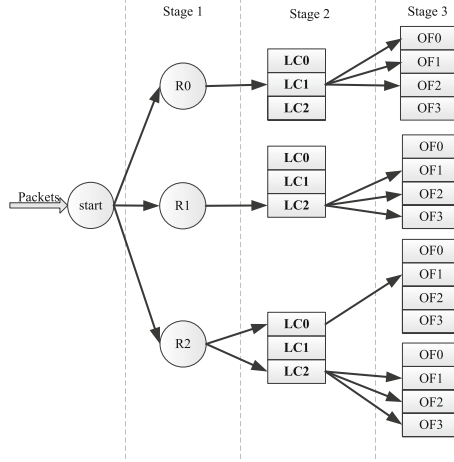 Stage 1
Stage 2
Stage 3
Packets
start
R0
R1
R2
LC0
LC1
LC2
LC0
LC1
LC2
LC0
LC1
LC2
OF0
OF1
OF2
OF3
OF0
OF1
OF2
OF3
OF0
OF1
OF2
OF3
OF0
OF1
OF2
OF3